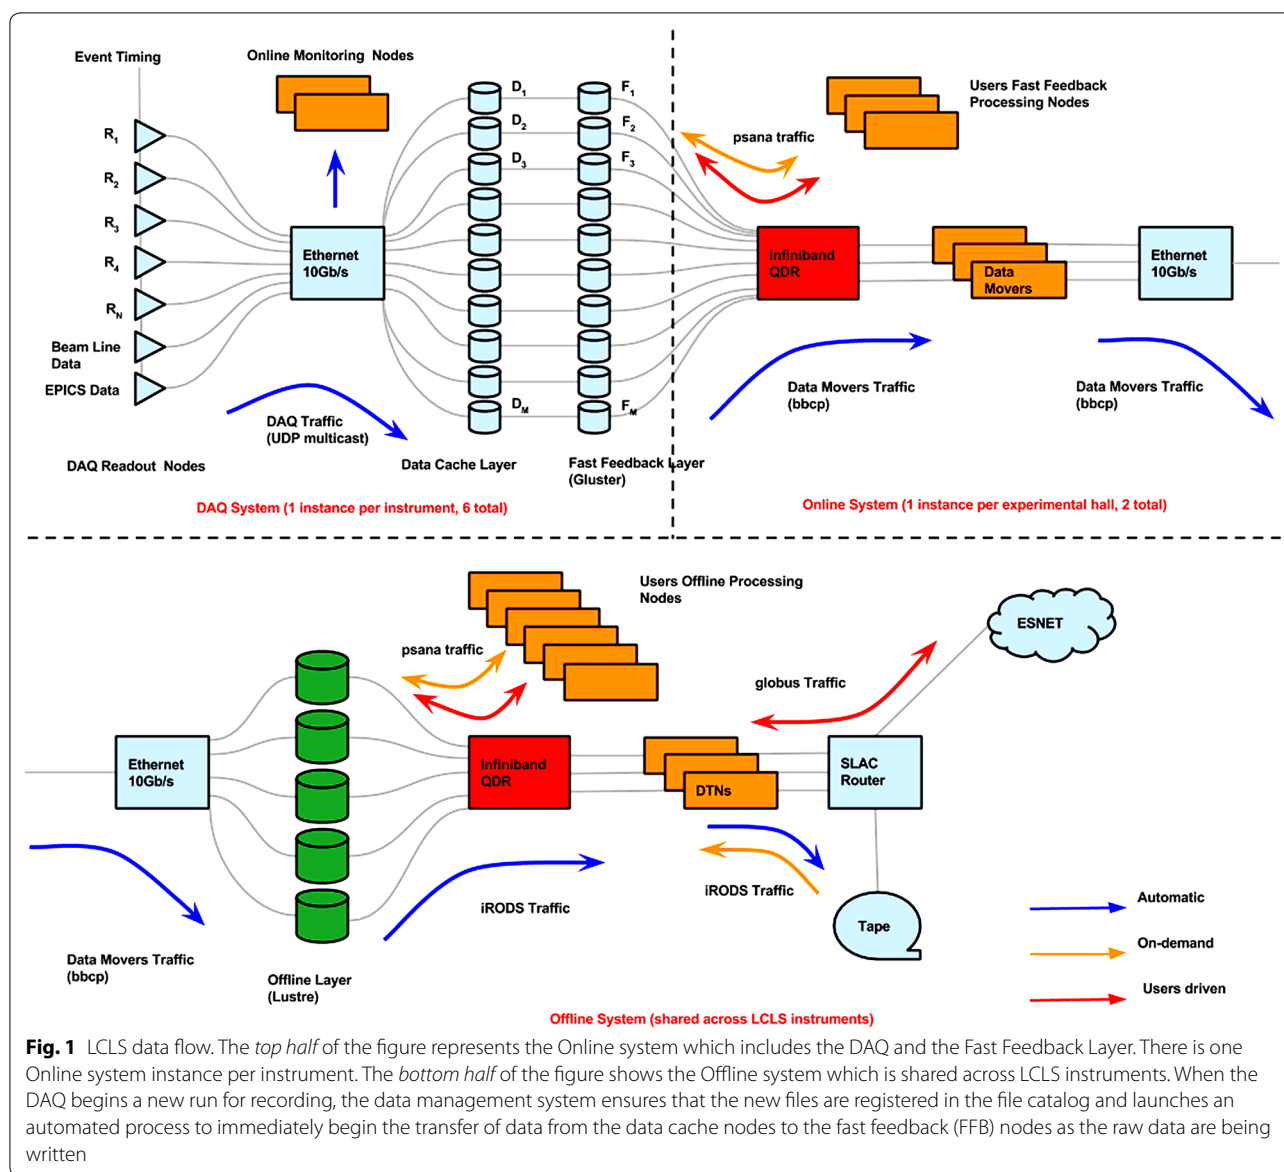 Event Timing
Online Monitoring Nodes
R1
R2
R3
R4
RN
Beam Line
Data
EPICS Data
Ethernet
10Gb/s
D1
D2
D3
DM
F1
F2
F3
FM
DAQ Traffic
(UDP multicast)
DAQ Readout Nodes
Data Cache Layer
Fast Feedback Layer
(Gluster)
DAQ System (1 instance per instrument, 6 total)
Users Fast Feedback
Processing Nodes
psana traffic
Infiniband
QDR
Data
Movers
Ethernet
10Gb/s
Data Movers Traffic
(bbcp)
Data Movers Traffic
(bbcp)
Online System (1 instance per experimental hall, 2 total)
Users Offline Processing
Nodes
psana traffic
ESNET
globus Traffic
Ethernet
10Gb/s
Infiniband
QDR
DTNs
SLAC
Router
iRODS Traffic
iRODS Traffic
Tape
Data Movers Traffic
(bbcp)
Offline Layer
(Lustre)
Automatic
On-demand
Users driven
Offline System (shared across LCLS instruments)
Fig. 1 LCLS data flow. The top half of the figure represents the Online system which includes the DAQ and the Fast Feedback Layer. There is one
Online system instance per instrument. The bottom half of the figure shows the Offline system which is shared across LCLS instruments. When the
DAQ begins a new run for recording, the data management system ensures that the new files are registered in the file catalog and launches an
automated process to immediately begin the transfer of data from the data cache nodes to the fast feedback (FFB) nodes as the raw data are being
written